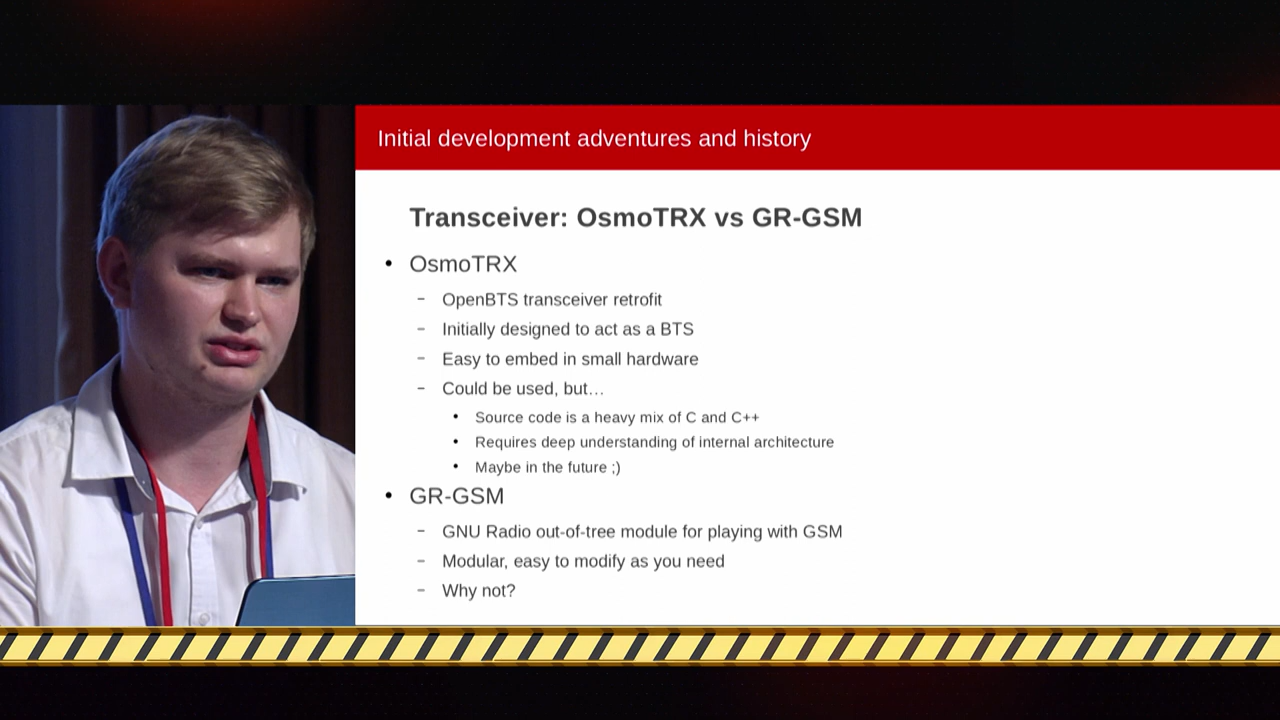 Initial development adventures and history
Transceiver: OsmoTRX vs GR-GSM
• OsmoTRX
– OpenBTS transceiver retrofit
– Initially designed to act as a BTS
– Easy to embed in small hardware
– Could be used, but…
• Source code is a heavy mix of C and C++
• Requires deep understanding of internal architecture
• Maybe in the future ;)
• GR-GSM
– GNU Radio out-of-tree module for playing with GSM
– Modular, easy to modify as you need
– Why not?